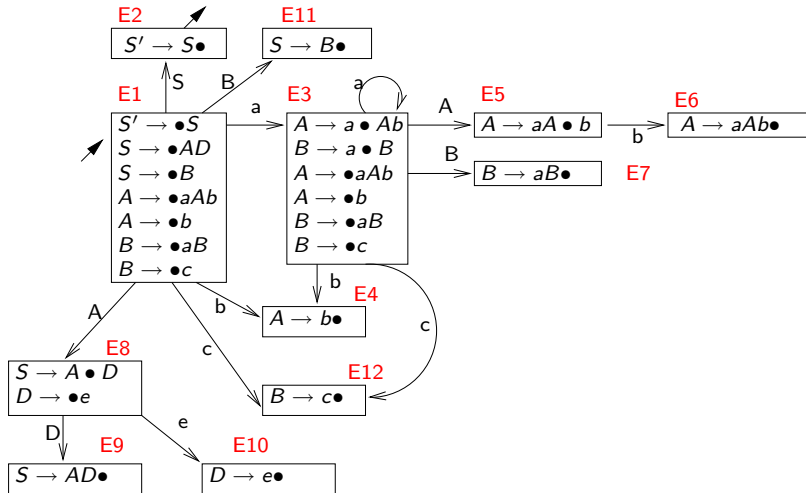 E2
E11
S′ → S●
S → B●
S
B
E1
E3
a
E5
E6
a
A
S′ → ●S
S → ●AD
S → ●B
A → ●aAb
A → ●b
B → ●aB
B → ●c
A → a ● Ab
B → a ● B
A → ●aAb
A → ●b
B → ●aB
B → ●c
A → aA ● b
b
A → aAb●
B
B → aB●
E7
A
b
b
E4
A → b●
c
c
E8
S → A ● D
D → ●e
E12
B → c●
D
e
E9
E10
S → AD●
D → e●